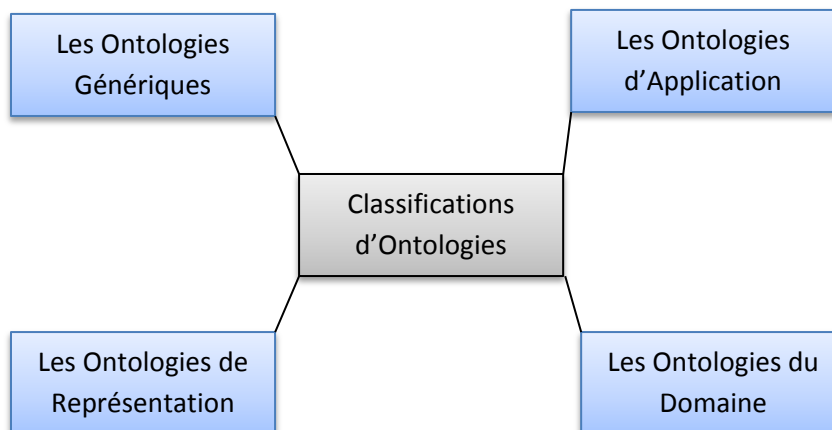 Les Ontologies
Génériques
Les Ontologies
d’Application
Classifications
d’Ontologies
Les Ontologies de
Représentation
Les Ontologies du
Domaine